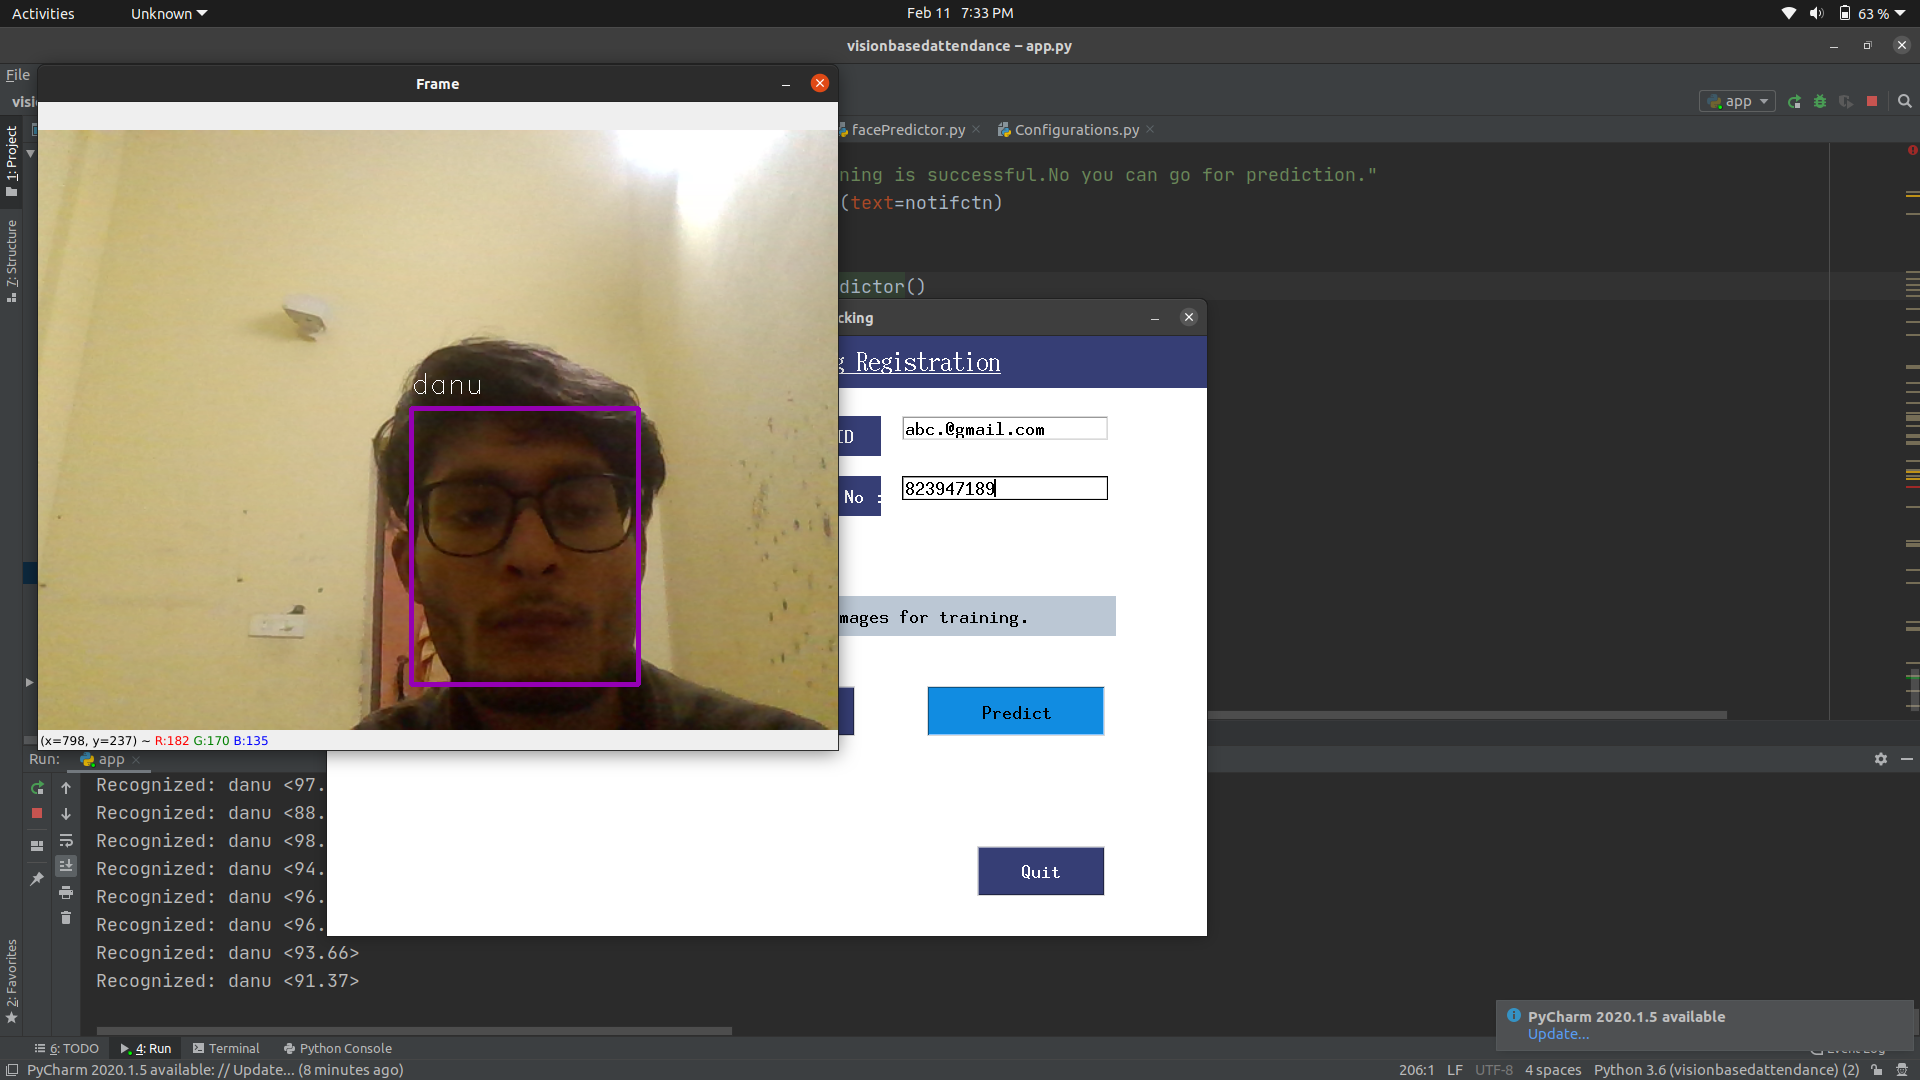 Activities
Unknown
Feb 11 7:33 PM
63 %
visionbasedattendance – app.py
File
Frame
app
1: Project
facePredictor.py
Configurations.py
ning is successful.No you can go for prediction."
(text=notifctn)
7: Structure
dictor()
cking
g Registration
danu
ID
abc.@gmail.com
No :
823947189
mages for training.
Predict
(x=798, y=237) ~ R:182 G:170 B:135
Run:
app
Recognized: danu <97.
Recognized: danu <88.
Recognized: danu <98.
Recognized: danu <94.
Recognized: danu <96.
Recognized: danu <96.
Recognized: danu <93.66>
Recognized: danu <91.37>
Quit
2: Favorites
PyCharm 2020.1.5 available
Update...
6: TODO
4: Run
Terminal
Python Console
Event Log
PyCharm 2020.1.5 available: // Update... (8 minutes ago)
206:1 LF UTF-8 4 spaces Python 3.6 (visionbasedattendance) (2)